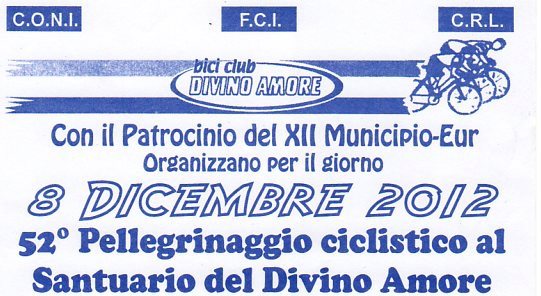 C.O.N.I. F.C.I. C.R.L.
bici club
DIVINO AMORE
Con il Patrocinio del XII Municipio-Eur
Organizzano per il giorno
8 DICEMBRE 2012
52° Pellegrinaggio ciclistico al
Santuario del Divino Amore